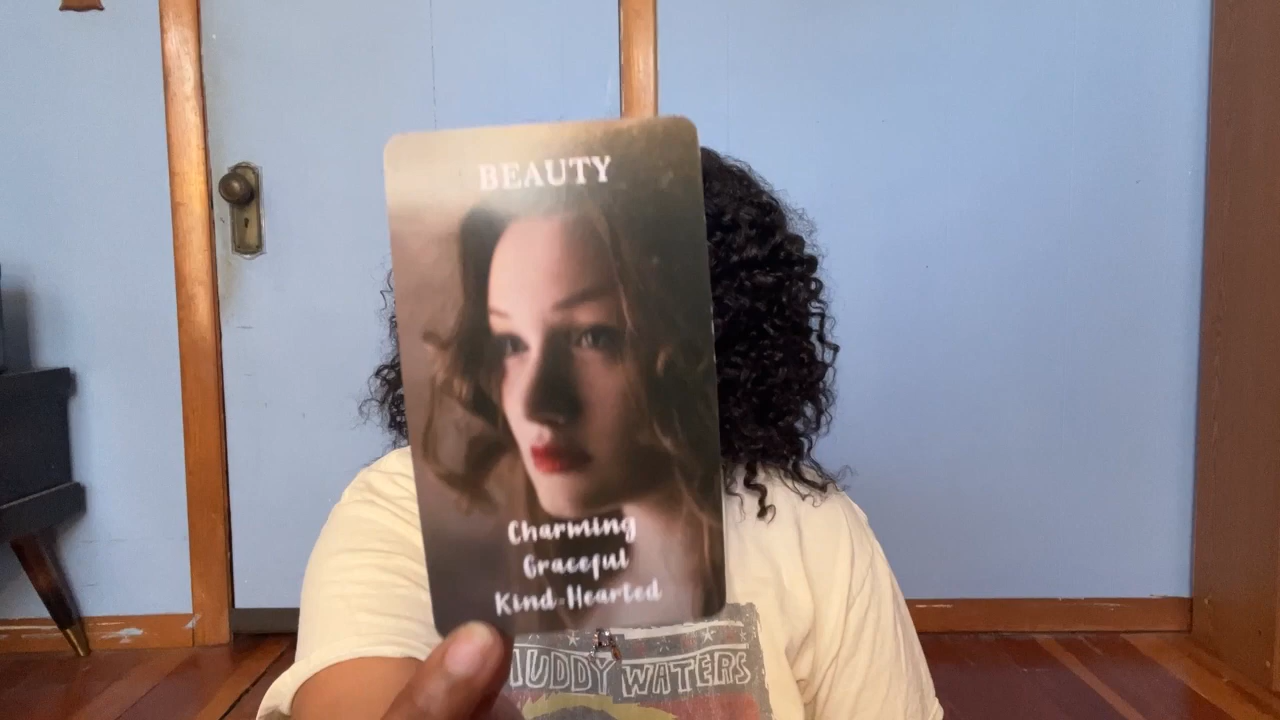 BEAUTY
Charming
Graceful
Kind-Hearted
MUDDY WATERS